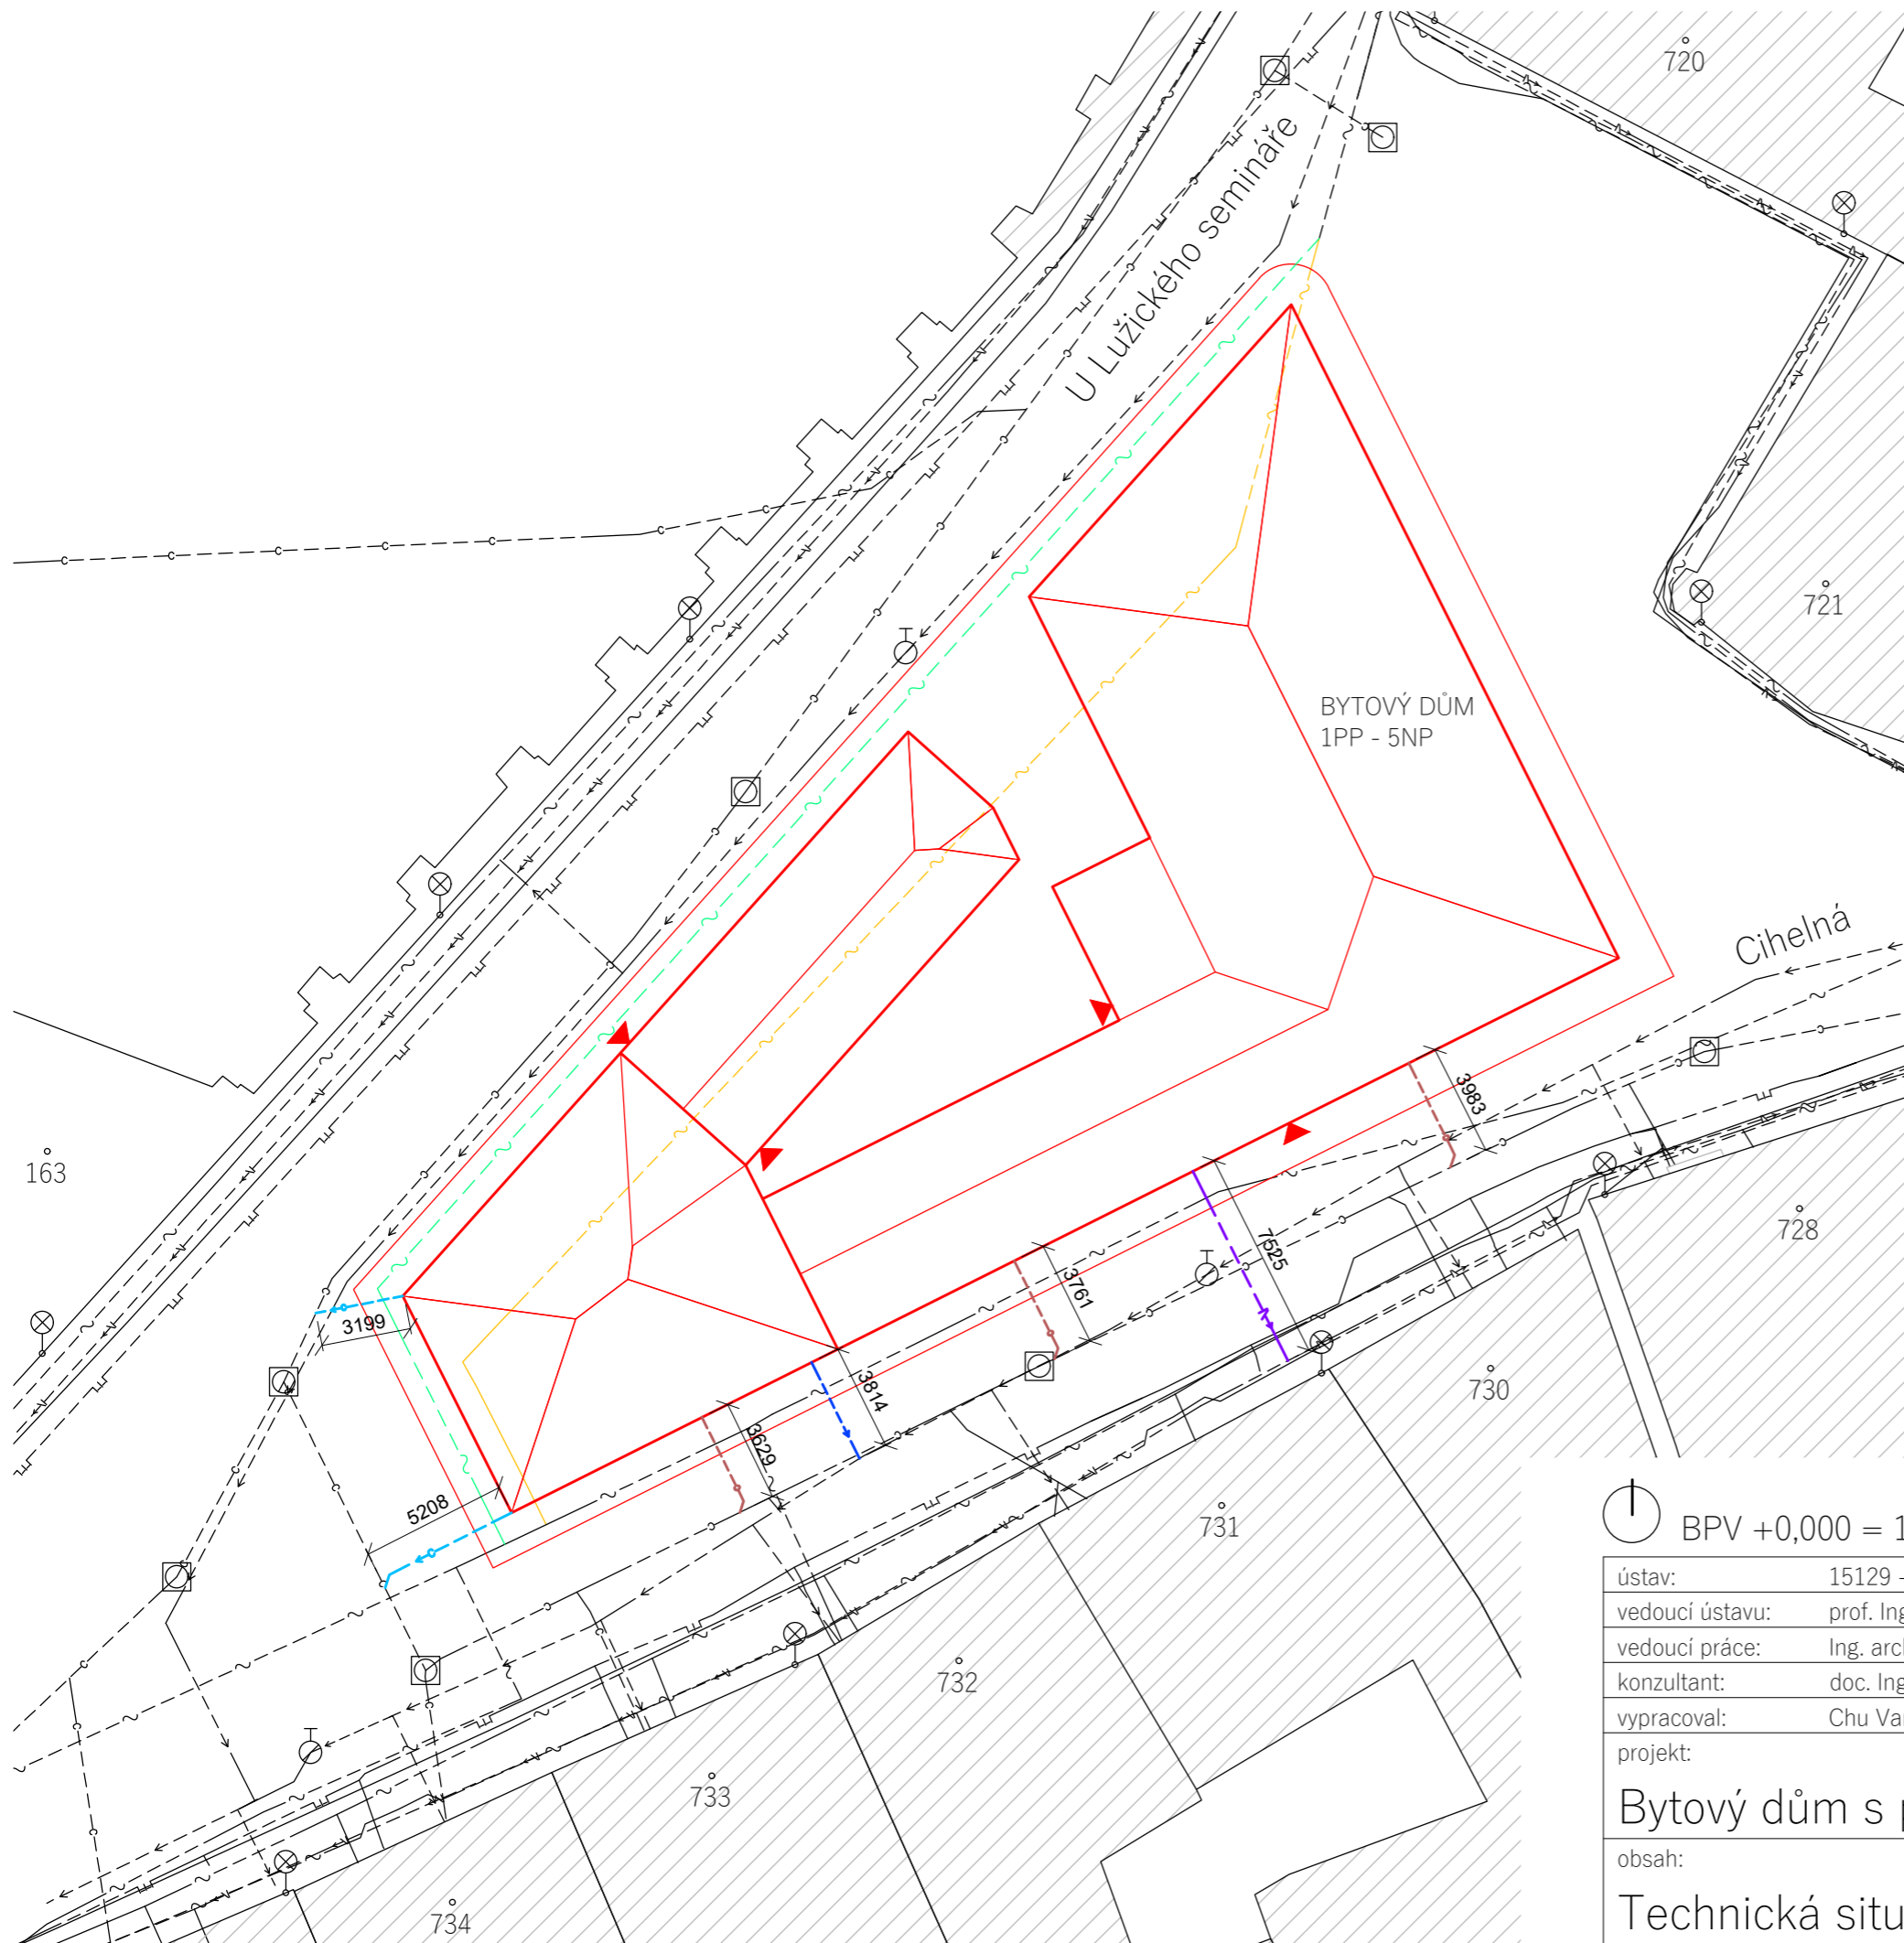 720
U Lužického semináře
721
BYTOVÝ DŮM
1PP - 5NP
Cihelná
163
3983
728
7525
3761
3199
3814
730
3629
5208
731
732
733
734
BPV +0,000 = 1
ústav: 15129 -
vedoucí ústavu: prof. Ing
vedoucí práce: Ing. arc
konzultant: doc. Ing
vypracoval: Chu Va
projekt:
Bytový dům s
obsah:
Technická situ